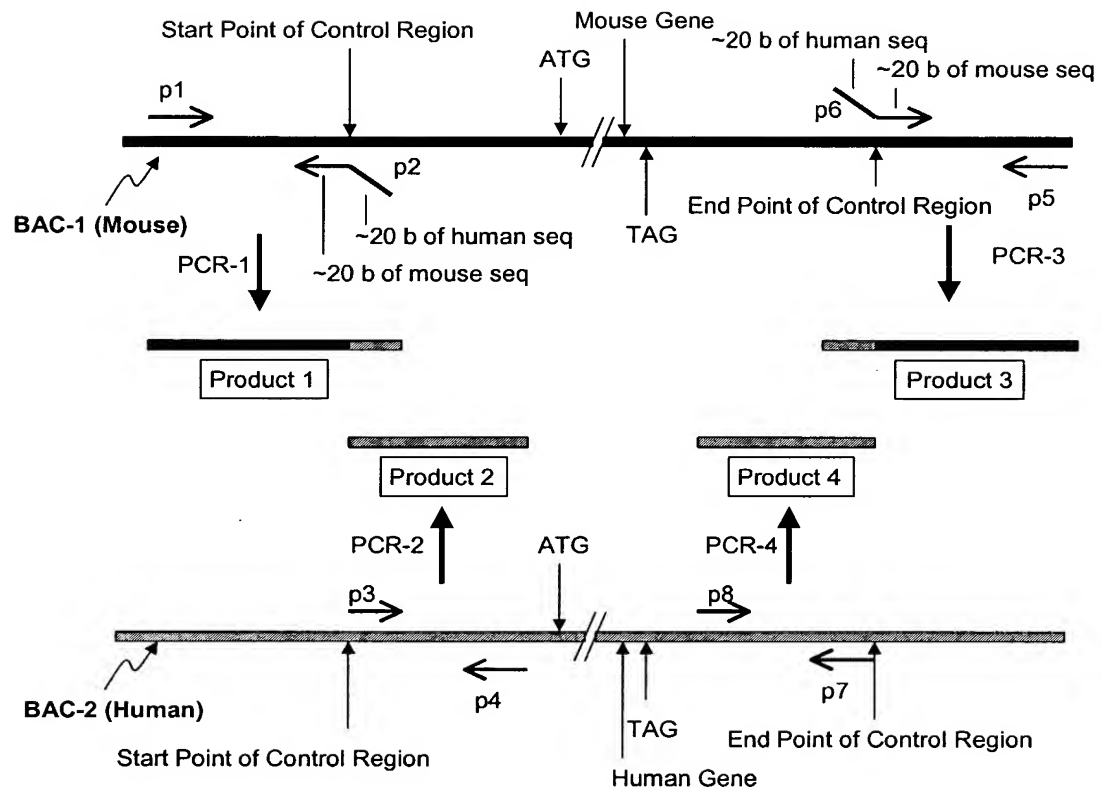 Mouse Gene
Start Point of Control Region
~20 b of human seq
ATG
~20 b of mouse seq
p1
p6
p2
BAC-1 (Mouse)
End Point of Control Region
p5
~20 b of human seq
TAG
PCR-1
~20 b of mouse seq
PCR-3
Product 1
Product 3
Product 2
Product 4
PCR-2
ATG
PCR-4
p3
p8
p4
p7
BAC-2 (Human)
TAG
Start Point of Control Region
End Point of Control Region
Human Gene